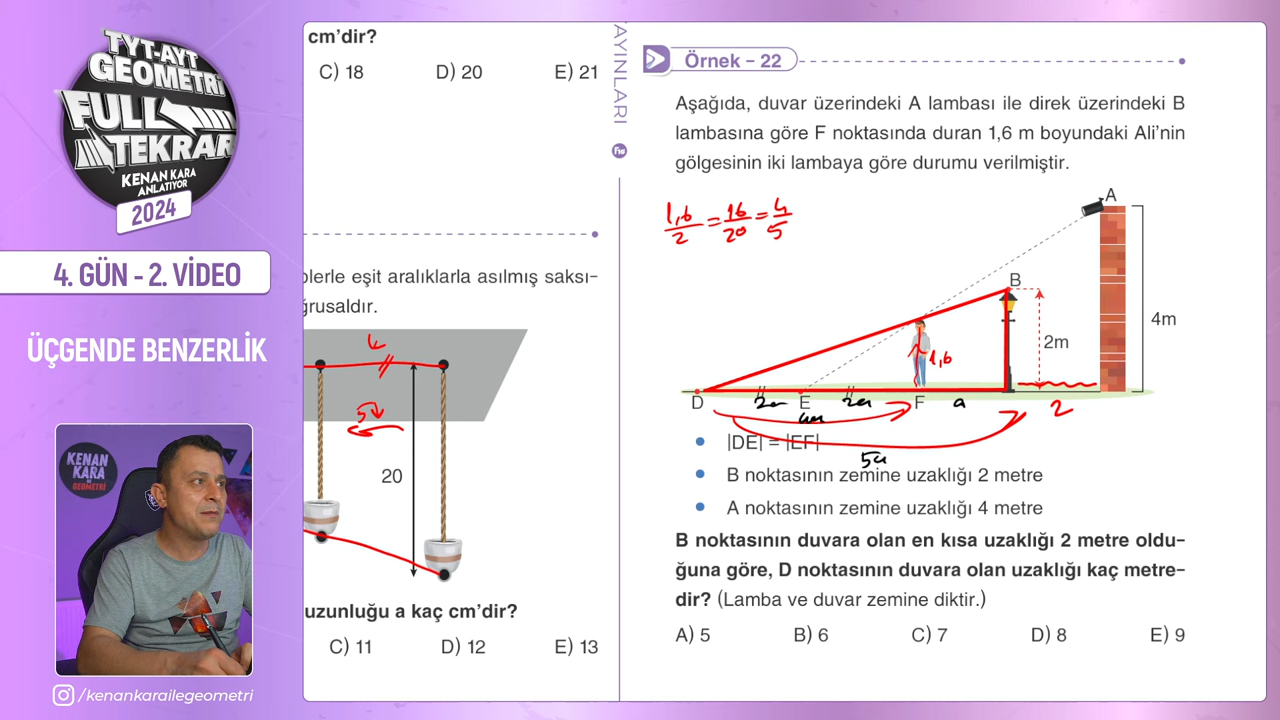 TYT-AYT
GEOMETRİ
FULL
TEKRAR
KENAN KARA
ANLATIYOR
2024
4. GÜN - 2. VİDEO
ÜÇGENDE BENZERLİK
KENAN
KARA
GEOMETRİ
/kenankarailegeometri
cm’dir?
C) 18 D) 20 E) 21
plerle eşit aralıklarla asılmış saksı–
ğrusaldır.
5
20
uzunluğu a kaç cm’dir?
C) 11 D) 12 E) 13
AYINLARI
Örnek – 22
Aşağıda, duvar üzerindeki A lambası ile direk üzerindeki B
lambasına göre F noktasında duran 1,6 m boyundaki Ali’nin
gölgesinin iki lambaya göre durumu verilmiştir.
1,6/2 = 16/20 = 4/5
A
B
4m
2m
1,6
D E F
2a 2a a 2
4a
5a
• |DE| = |EF|
• B noktasının zemine uzaklığı 2 metre
• A noktasının zemine uzaklığı 4 metre
B noktasının duvara olan en kısa uzaklığı 2 metre oldu–
ğuna göre, D noktasının duvara olan uzaklığı kaç metre–
dir? (Lamba ve duvar zemine diktir.)
A) 5 B) 6 C) 7 D) 8 E) 9